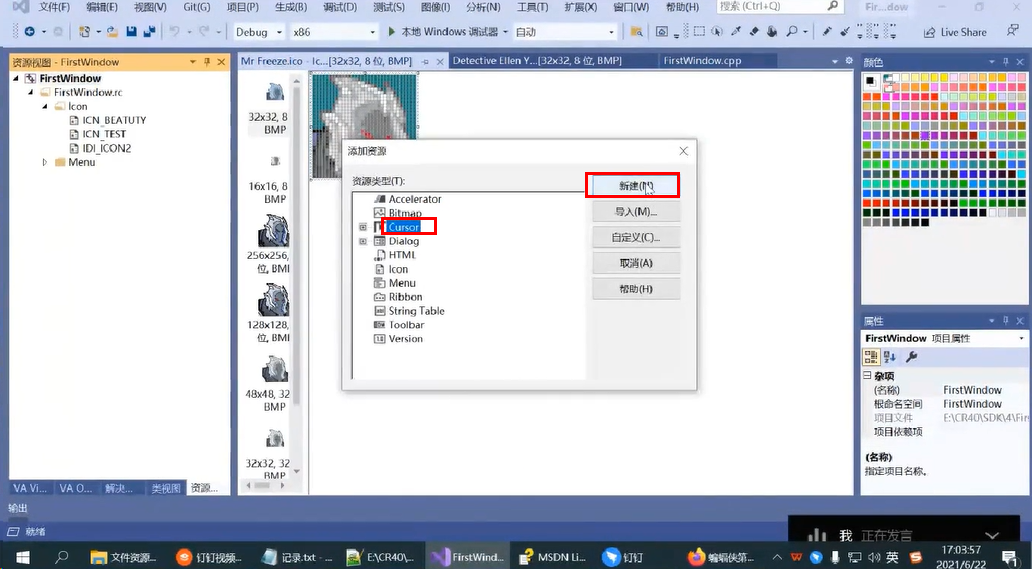 文件(F) 编辑(E) 视图(V) Git(G) 项目(P) 生成(B) 调试(D) 测试(S) 图像(I) 分析(N) 工具(T) 扩展(X) 窗口(W) 帮助(H) 搜索 (Ctrl+Q) Fir...dow
Debug x86 本地 Windows 调试器 自动 Live Share
资源视图 - FirstWindow
Mr Freeze.ico - Ic...[32x32, 8 位, BMP] Detective Ellen Y...[32x32, 8 位, BMP] FirstWindow.cpp
颜色
FirstWindow
FirstWindow.rc
Icon
ICN_BEATUTY
ICN_TEST
IDI_ICON2
Menu
32x32, 8
BMP
16x16, 8
BMP
256x256,
位, BMI
128x128,
位, BMI
48x48, 32
BMP
32x32, 32
BMP
添加资源
资源类型(T):
Accelerator
Bitmap
Cursor
Dialog
HTML
Icon
Menu
Ribbon
String Table
Toolbar
Version
新建(N)
导入(M)...
自定义(C)...
取消(A)
帮助(H)
属性
FirstWindow 项目属性
杂项
(名称) FirstWindow
根命名空间 FirstWindow
项目文件 E:\CR40\SDK\4\Firs
项目依赖项
(名称)
指定项目名称。
VA Vi... VA O... 解决... 类视图 资源...
输出
就绪
我 正在发言
文件资源... 钉钉视频... 记录.txt - ... E:\CR40\... FirstWind... MSDN Li... 钉钉 蝙蝠侠第... 英
17:03:57
2021/6/22